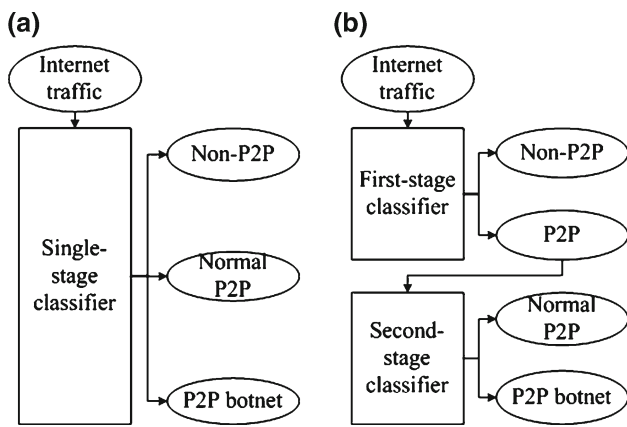 (a)
Internet
traffic
Non-P2P
Single-
stage
classifier
Normal
P2P
P2P botnet
(b)
Internet
traffic
First-stage
classifier
Non-P2P
P2P
Second-
stage
classifier
Normal
P2P
P2P botnet